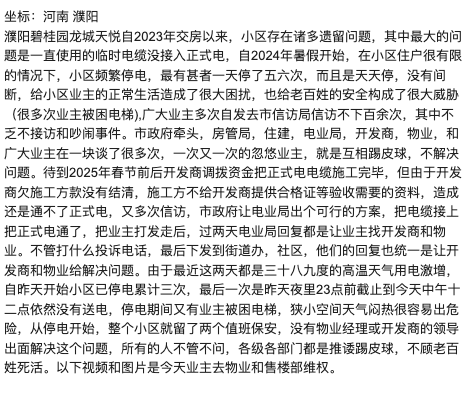 坐标：河南 濮阳
濮阳碧桂园龙城天悦自2023年交房以来，小区存在诸多遗留问题，其中最大的问
题是一直使用的临时电缆没接入正式电，自2024年暑假开始，在小区住户很有限
的情况下，小区频繁停电，最有甚者一天停了五六次，而且是天天停，没有间
断，给小区业主的正常生活造成了很大困扰，也给老百姓的安全构成了很大威胁
（很多次业主被困电梯),广大业主多次自发去市信访局信访不下百余次，其中不
乏不接访和吵闹事件。市政府牵头，房管局，住建，电业局，开发商，物业，和
广大业主在一块谈了很多次，一次又一次的忽悠业主，就是互相踢皮球，不解决
问题。待到2025年春节前后开发商调拨资金把正式电电缆施工完毕，但由于开发
商欠施工方款没有结清，施工方不给开发商提供合格证等验收需要的资料，造成
还是通不了正式电，又多次信访，市政府让电业局出个可行的方案，把电缆接上
把正式电通了，把业主打发走后，过两天电业局回复都是让业主找开发商和物
业。不管打什么投诉电话，最后下发到街道办，社区，他们的回复也统一是让开
发商和物业给解决问题。由于最近这两天都是三十八九度的高温天气用电激增，
自昨天开始小区已停电累计三次，最后一次是昨天夜里23点前截止到今天中午十
二点依然没有送电，停电期间又有业主被困电梯，狭小空间天气闷热很容易出危
险，从停电开始，整个小区就留了两个值班保安，没有物业经理或开发商的领导
出面解决这个问题，所有的人不管不问，各级各部门都是推诿踢皮球，不顾老百
姓死活。以下视频和图片是今天业主去物业和售楼部维权。